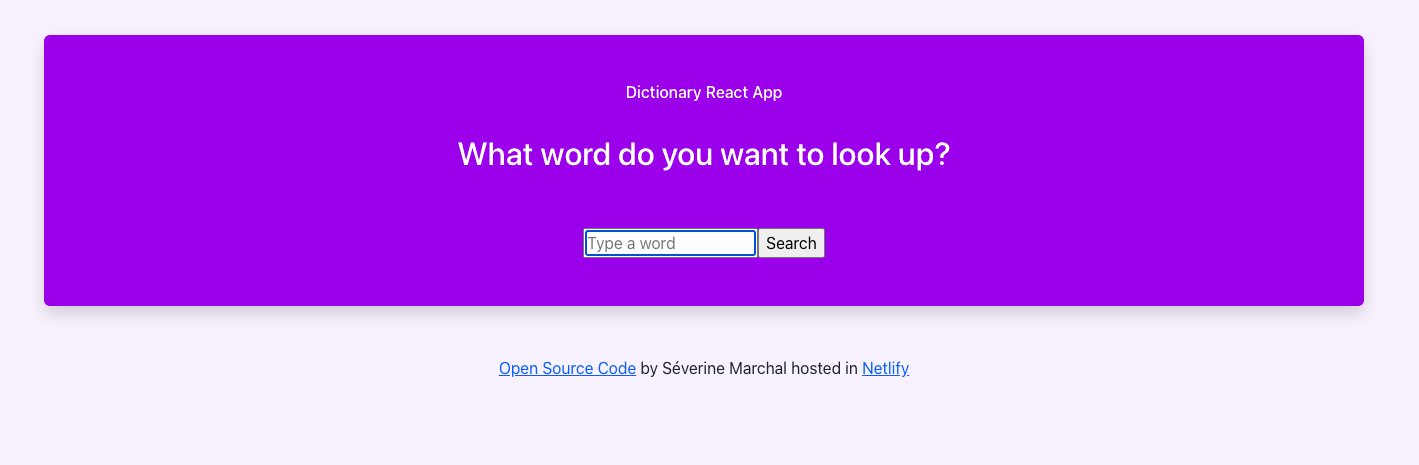 Dictionary React App
What word do you want to look up?
Type a word Search
Open Source Code by Séverine Marchal hosted in Netlify